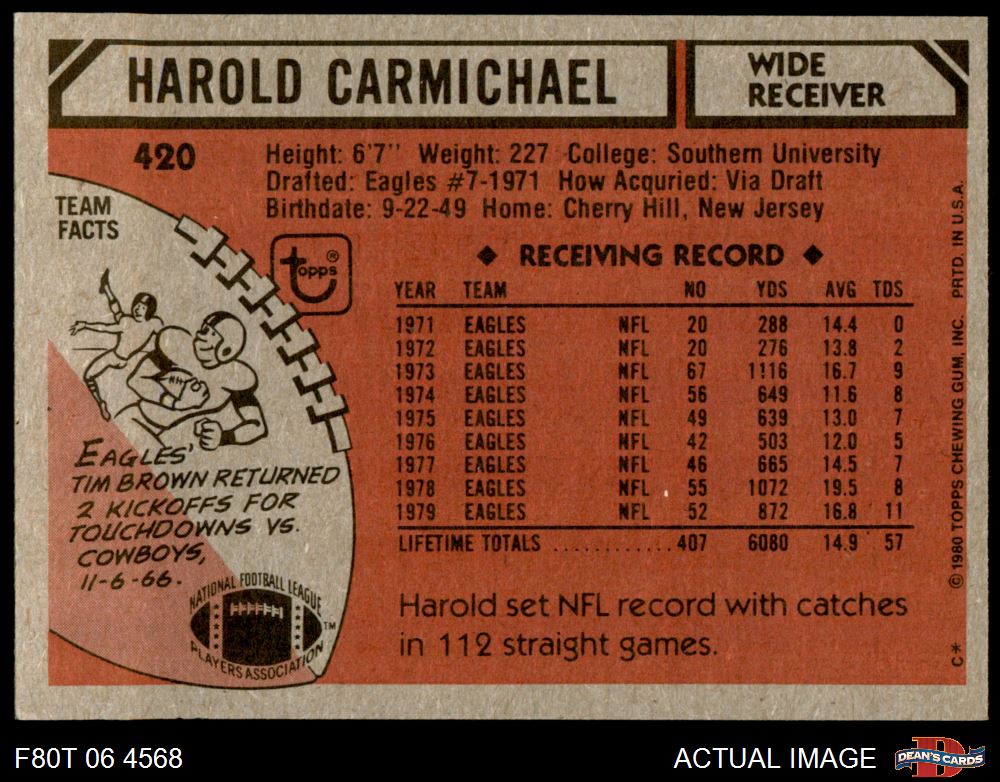 HAROLD CARMICHAEL
WIDE
RECEIVER
420
Height: 6'7" Weight: 227 College: Southern University
Drafted: Eagles #7-1971 How Acquried: Via Draft
Birthdate: 9-22-49 Home: Cherry Hill, New Jersey
TEAM
FACTS
topps®
◆ RECEIVING RECORD ◆
YEAR TEAM NO YDS AVG TDS
1971 EAGLES NFL 20 288 14.4 0
1972 EAGLES NFL 20 276 13.8 2
1973 EAGLES NFL 67 1116 16.7 9
1974 EAGLES NFL 56 649 11.6 8
1975 EAGLES NFL 49 639 13.0 7
1976 EAGLES NFL 42 503 12.0 5
1977 EAGLES NFL 46 665 14.5 7
1978 EAGLES NFL 55 1072 19.5 8
1979 EAGLES NFL 52 872 16.8 11
LIFETIME TOTALS ............ 407 6080 14.9 57
Harold set NFL record with catches
in 112 straight games.
EAGLES'
TIM BROWN RETURNED
2 KICKOFFS FOR
TOUCHDOWNS VS.
COWBOYS,
11-6-66.
NATIONAL FOOTBALL LEAGUE
PLAYERS ASSOCIATION
TM
C* © 1980 TOPPS CHEWING GUM, INC. PRTD. IN U.S.A.
F80T 06 4568
ACTUAL IMAGE
D
DEAN'S CARDS